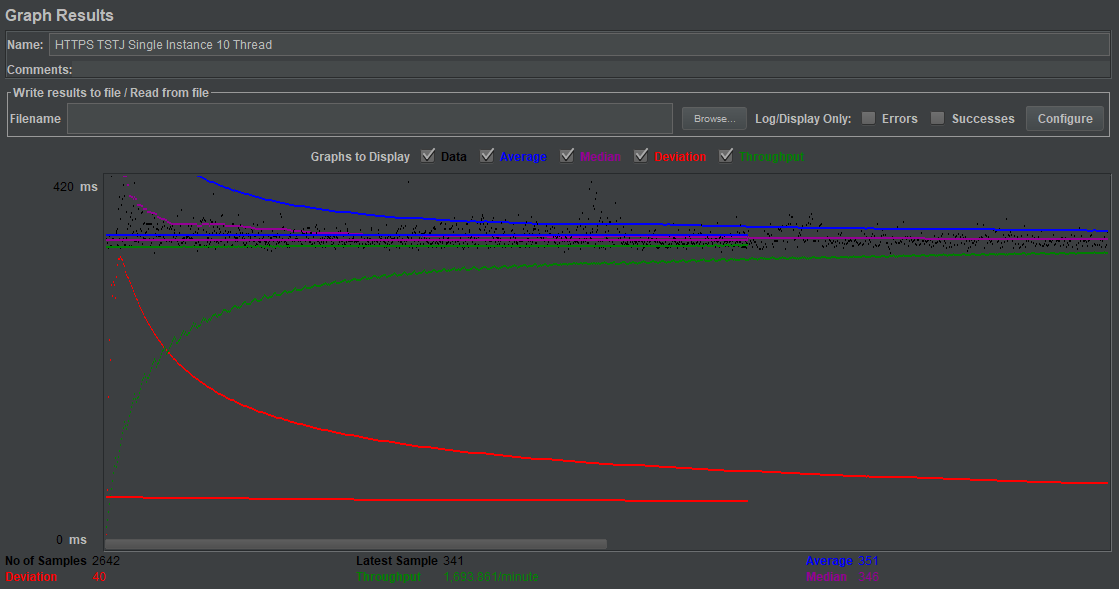 Graph Results
Name: HTTPS TSTJ Single Instance 10 Thread
Comments:
Write results to file / Read from file
Filename Browse... Log/Display Only: Errors Successes Configure
Graphs to Display Data Average Median Deviation Throughput
420 ms
0 ms
No of Samples 2642 Latest Sample 341 Average 351
Deviation 40 Throughput 1,693.861/minute Median